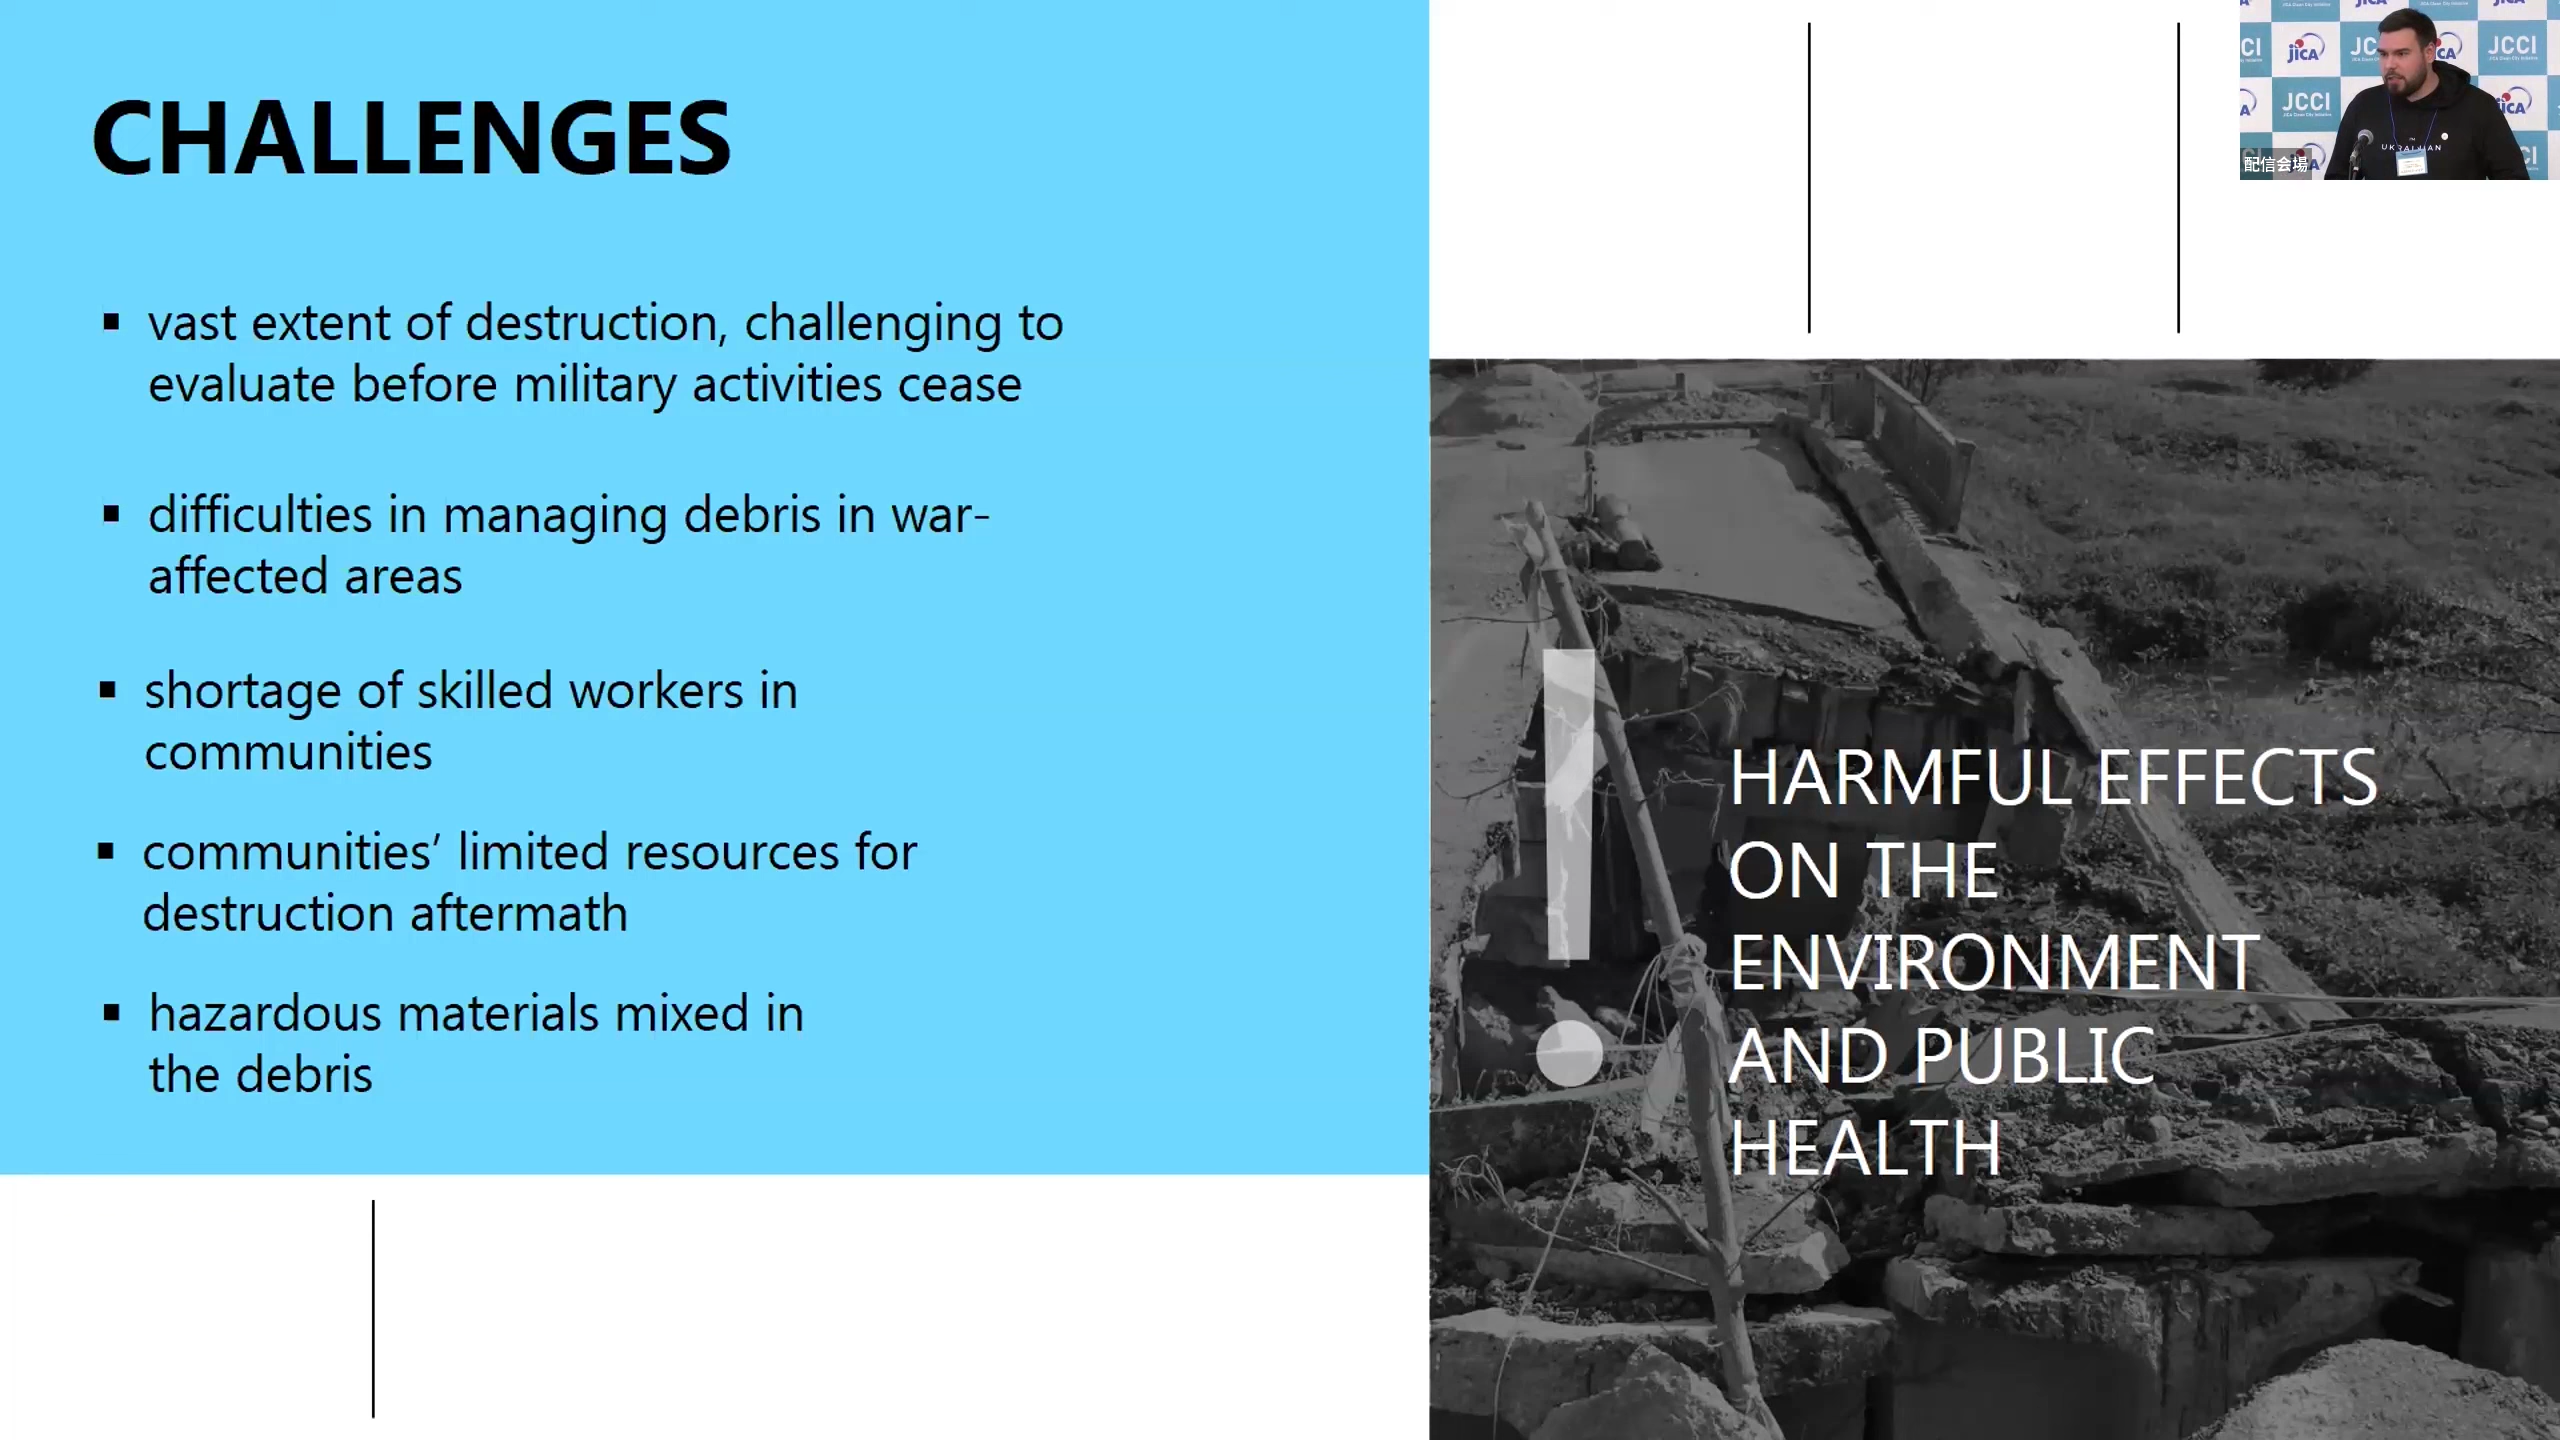 CHALLENGES
▪ vast extent of destruction, challenging to
evaluate before military activities cease
▪ difficulties in managing debris in war-
affected areas
▪ shortage of skilled workers in
communities
▪ communities’ limited resources for
destruction aftermath
▪ hazardous materials mixed in
the debris
!
HARMFUL EFFECTS
ON THE
ENVIRONMENT
AND PUBLIC
HEALTH
JICA
JCCI
JCCI
UKRAINIAN
配信会場